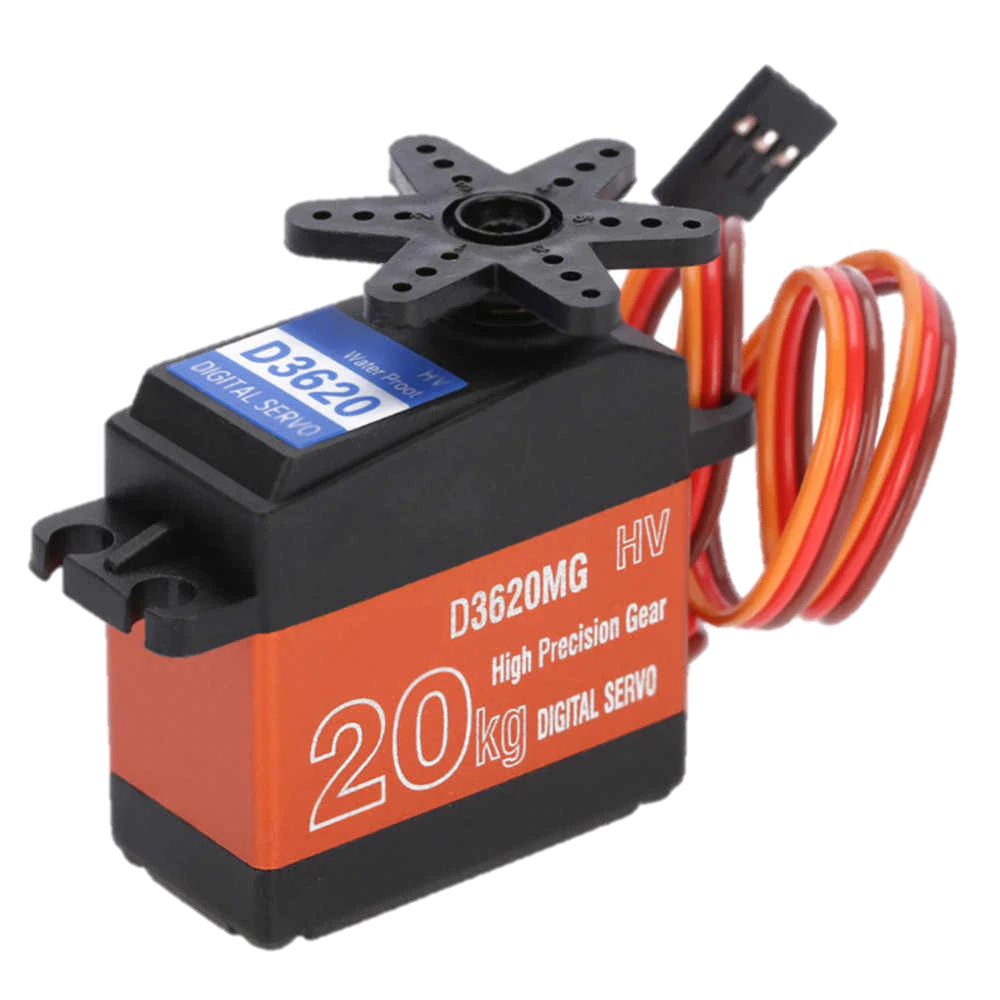 HV
Water Proof
D3620
DIGITAL SERVO
HV
D3620MG
High Precision Gear
20kg DIGITAL SERVO